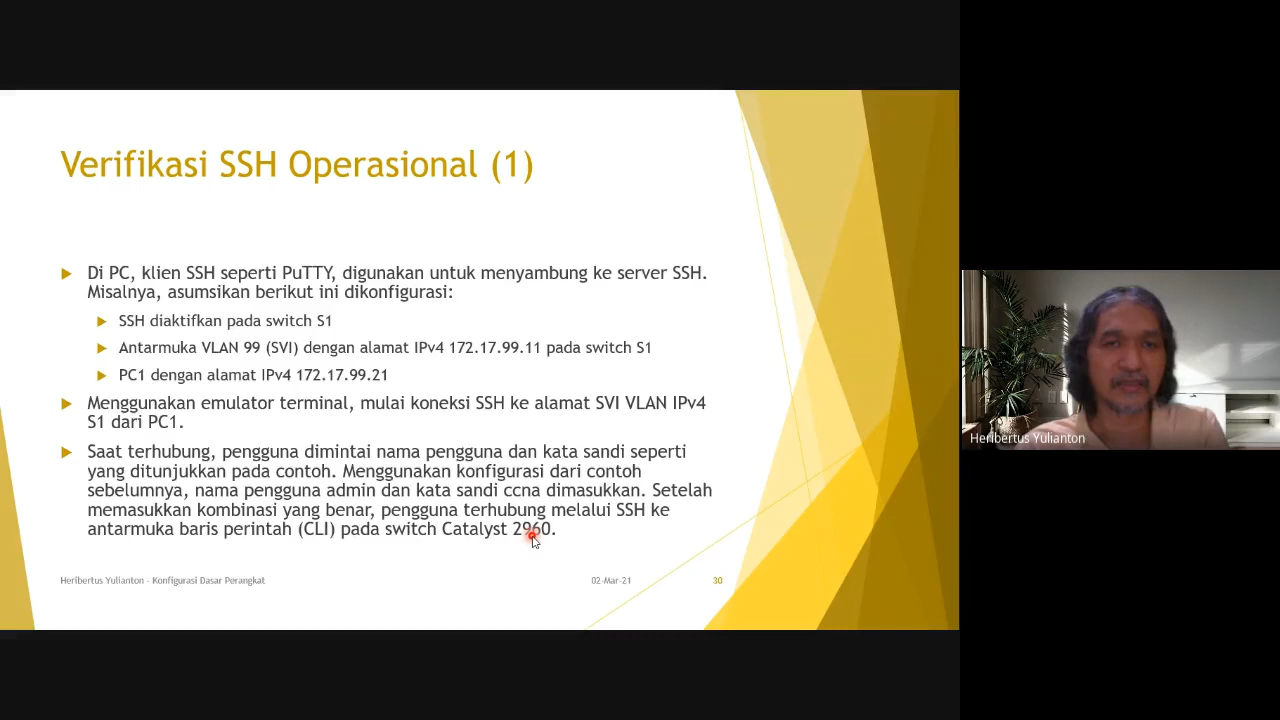 Verifikasi SSH Operasional (1)
Di PC, klien SSH seperti PuTTY, digunakan untuk menyambung ke server SSH.
Misalnya, asumsikan berikut ini dikonfigurasi:
SSH diaktifkan pada switch S1
Antarmuka VLAN 99 (SVI) dengan alamat IPv4 172.17.99.11 pada switch S1
PC1 dengan alamat IPv4 172.17.99.21
Menggunakan emulator terminal, mulai koneksi SSH ke alamat SVI VLAN IPv4
S1 dari PC1.
Saat terhubung, pengguna dimintai nama pengguna dan kata sandi seperti
yang ditunjukkan pada contoh. Menggunakan konfigurasi dari contoh
sebelumnya, nama pengguna admin dan kata sandi ccna dimasukkan. Setelah
memasukkan kombinasi yang benar, pengguna terhubung melalui SSH ke
antarmuka baris perintah (CLI) pada switch Catalyst 2960.
Heribertus Yulianton - Konfigurasi Dasar Perangkat
02-Mar-21
30
Heribertus Yulianton